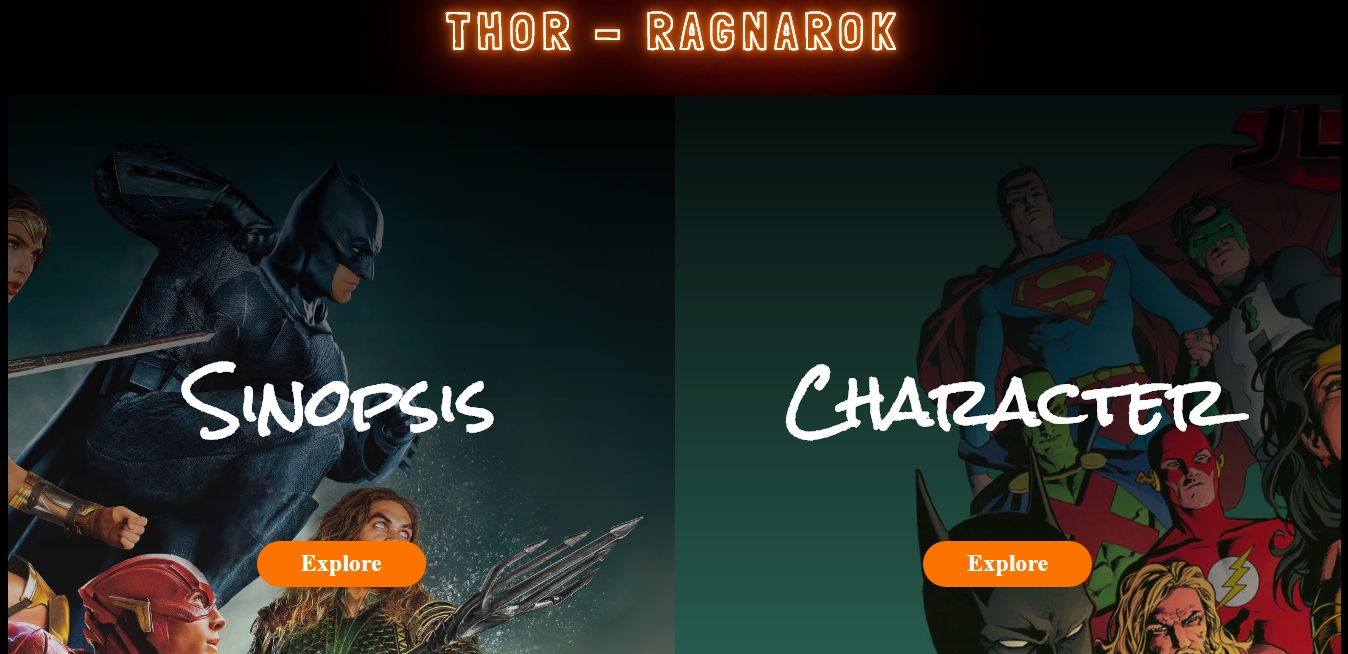 THOR - RAGNAROK
SINOPSIS
CHARACTER
Explore
Explore